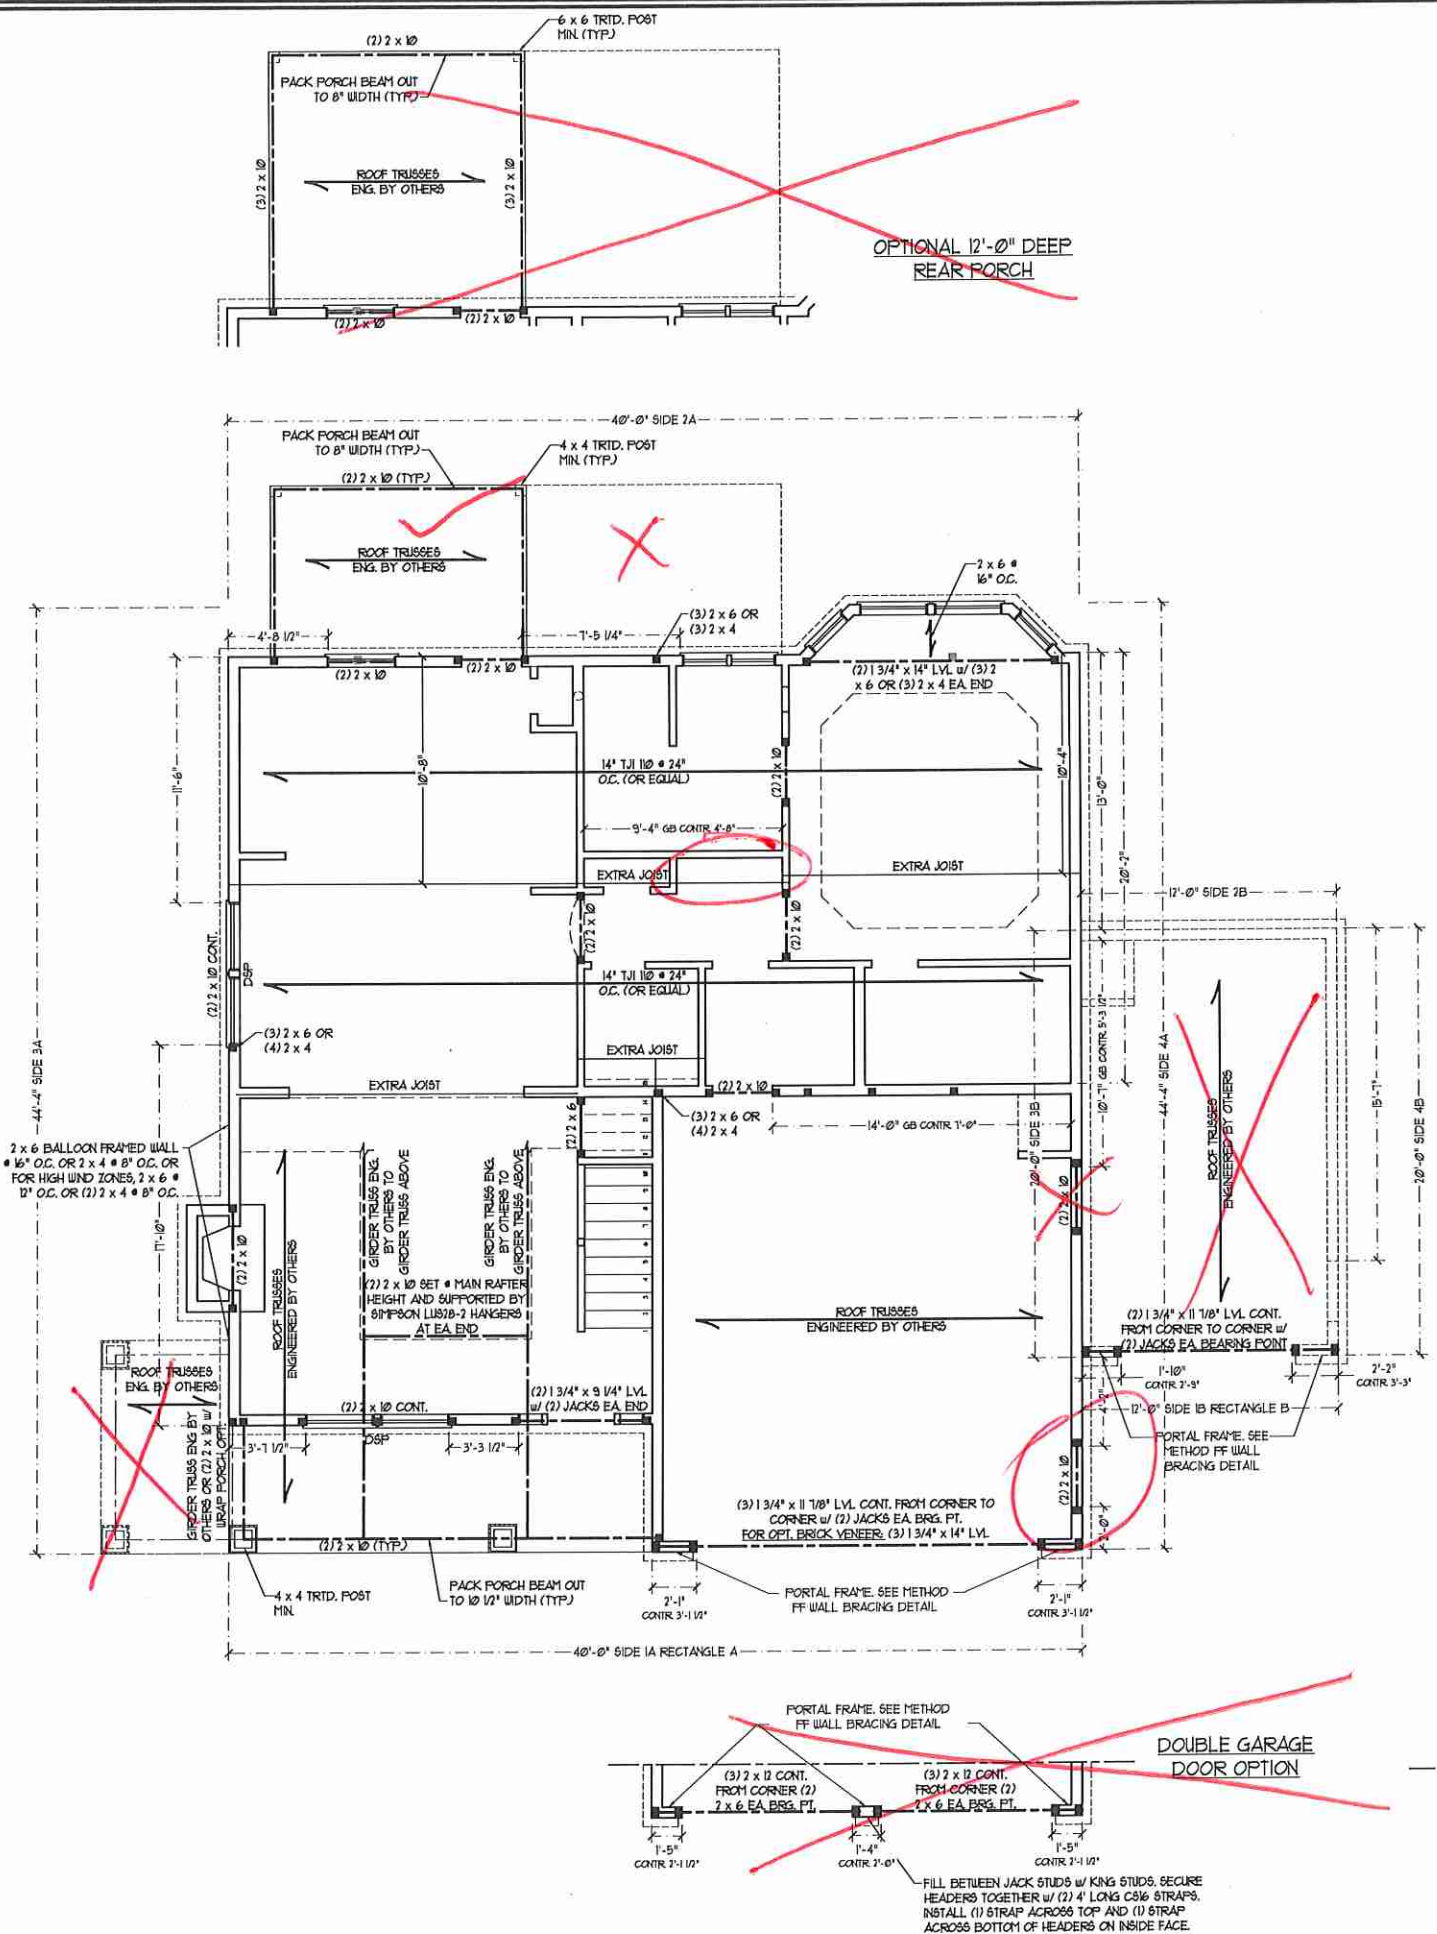 6 x 6 TRTD. POST
MIN. (TYP.)
(2) 2 x 10
PACK PORCH BEAM OUT
TO 8" WIDTH (TYP.)
(3) 2 x 10
ROOF TRUSSES
ENG. BY OTHERS
(3) 2 x 10
OPTIONAL 12'-0" DEEP
REAR PORCH
(2) 2 x 10
(2) 2 x 10
40'-0" SIDE 2A
PACK PORCH BEAM OUT
TO 8" WIDTH (TYP.)
4 x 4 TRTD. POST
MIN. (TYP.)
(2) 2 x 10 (TYP.)
ROOF TRUSSES
ENG. BY OTHERS
2 x 6 @
16" O.C.
(3) 2 x 6 OR
(3) 2 x 4
4'-8 1/2"
7'-5 1/4"
(2) 2 x 10
(2) 2 x 10
(2) 1 3/4" x 14" LVL w/ (3) 2
x 6 OR (3) 2 x 4 EA. END
11'-6"
10'-8"
14" TJI 110 @ 24"
O.C. (OR EQUAL)
(2) 2 x 10
10'-4"
13'-0"
20'-2"
9'-4" GB CONTR. 4'-8"
EXTRA JOIST
EXTRA JOIST
12'-0" SIDE 2B
(2) 2 x 10 CONT.
DSP
(2) 2 x 10
(2) 2 x 10
14" TJI 110 @ 24"
O.C. (OR EQUAL)
(3) 2 x 6 OR
(4) 2 x 4
EXTRA JOIST
EXTRA JOIST
(2) 2 x 10
44'-4" SIDE 3A
10'-7" GB CONTR. 5'-3 1/2"
44'-4" SIDE 4A
15'-7"
20'-0" SIDE 4B
20'-0" SIDE 3B
(3) 2 x 6 OR
(4) 2 x 4
(2) 2 x 6
14'-0" GB CONTR. 7'-0"
2 x 6 BALLOON FRAMED WALL
@ 16" O.C. OR 2 x 4 @ 8" O.C. OR
FOR HIGH WIND ZONES, 2 x 6 @
12" O.C. OR (2) 2 x 4 @ 8" O.C.
17'-10"
GIRDER TRUSS ENG.
BY OTHERS TO
GIRDER TRUSS ABOVE
GIRDER TRUSS ENG.
BY OTHERS TO
GIRDER TRUSS ABOVE
(2) 2 x 10
ROOF TRUSSES
ENGINEERED BY OTHERS
(2) 2 x 10
ROOF TRUSSES
ENGINEERED BY OTHERS
(2) 2 x 10 SET @ MAIN RAFTER
HEIGHT AND SUPPORTED BY
SIMPSON LUS28-2 HANGERS
AT EA. END
ROOF TRUSSES
ENGINEERED BY OTHERS
(2) 1 3/4" x 11 7/8" LVL CONT.
FROM CORNER TO CORNER w/
(2) JACKS EA. BEARING POINT
ROOF TRUSSES
ENG. BY OTHERS
1'-10"
CONTR. 2'-9"
2'-2"
CONTR. 3'-3"
(2) 1 3/4" x 9 1/4" LVL
w/ (2) JACKS EA. END
(2) 2 x 10 CONT.
4'-2"
12'-0" SIDE 1B RECTANGLE B
DSP
3'-7 1/2"
3'-3 1/2"
PORTAL FRAME. SEE
METHOD PF WALL
BRACING DETAIL
GIRDER TRUSS ENG BY
OTHERS OR (2) 2 x 10 w/
WRAP PORCH OPT.
(2) 2 x 10
(3) 1 3/4" x 11 7/8" LVL CONT. FROM CORNER TO
CORNER w/ (2) JACKS EA. BRG. PT.
FOR OPT. BRICK VENEER: (3) 1 3/4" x 14" LVL
(2) 2 x 10 (TYP.)
4 x 4 TRTD. POST
MIN.
PACK PORCH BEAM OUT
TO 10 1/2" WIDTH (TYP.)
2'-1"
CONTR. 3'-1 1/2"
PORTAL FRAME. SEE METHOD
PF WALL BRACING DETAIL
2'-1"
CONTR. 3'-1 1/2"
40'-0" SIDE 1A RECTANGLE A
PORTAL FRAME. SEE METHOD
PF WALL BRACING DETAIL
DOUBLE GARAGE
DOOR OPTION
(3) 2 x 12 CONT.
FROM CORNER (2)
2 x 6 EA. BRG. PT.
(3) 2 x 12 CONT.
FROM CORNER (2)
2 x 6 EA. BRG. PT.
1'-5"
CONTR. 2'-1 1/2"
1'-4"
CONTR. 2'-0"
1'-5"
CONTR. 2'-1 1/2"
FILL BETWEEN JACK STUDS w/ KING STUDS. SECURE
HEADERS TOGETHER w/ (2) 4' LONG CS16 STRAPS.
INSTALL (1) STRAP ACROSS TOP AND (1) STRAP
ACROSS BOTTOM OF HEADERS ON INSIDE FACE.